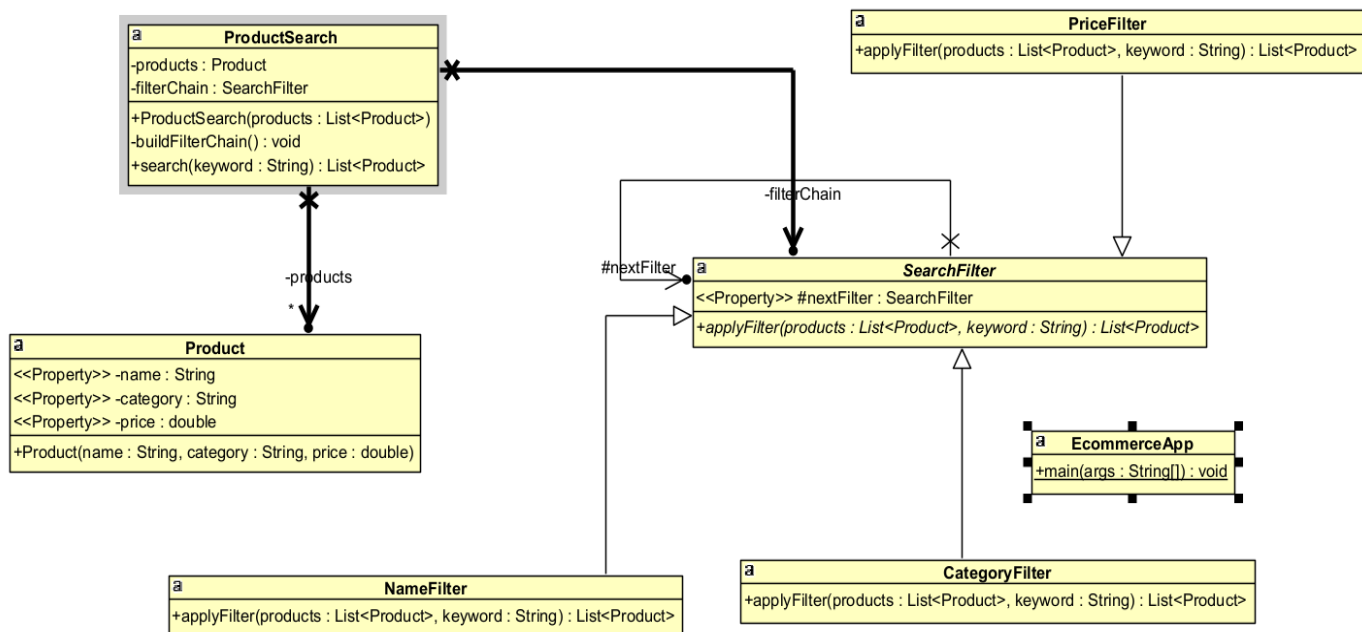 a
ProductSearch
-products : Product
-filterChain : SearchFilter
+ProductSearch(products : List<Product>)
-buildFilterChain() : void
+search(keyword : String) : List<Product>
a
PriceFilter
+applyFilter(products : List<Product>, keyword : String) : List<Product>
-filterChain
#nextFilter
-products
*
a
SearchFilter
<<Property>> #nextFilter : SearchFilter
+applyFilter(products : List<Product>, keyword : String) : List<Product>
a
Product
<<Property>> -name : String
<<Property>> -category : String
<<Property>> -price : double
+Product(name : String, category : String, price : double)
a
EcommerceApp
+main(args : String[]) : void
a
NameFilter
+applyFilter(products : List<Product>, keyword : String) : List<Product>
a
CategoryFilter
+applyFilter(products : List<Product>, keyword : String) : List<Product>